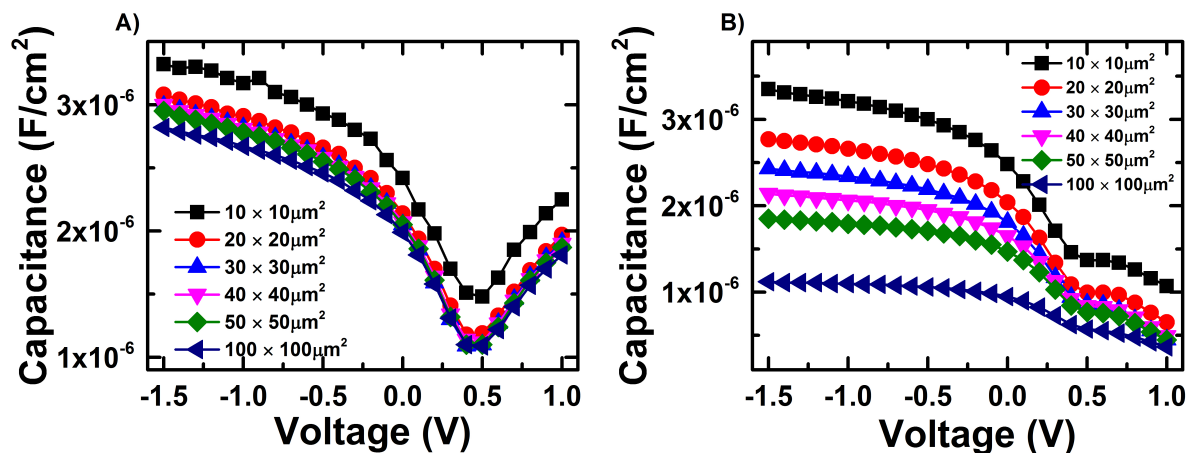 A)
Capacitance (F/cm²)
3x10⁻⁶
2x10⁻⁶
1x10⁻⁶
10 × 10μm²
20 × 20μm²
30 × 30μm²
40 × 40μm²
50 × 50μm²
100 × 100μm²
-1.5 -1.0 -0.5 0.0 0.5 1.0
Voltage (V)
B)
Capacitance (F/cm²)
3x10⁻⁶
2x10⁻⁶
1x10⁻⁶
10 × 10μm²
20 × 20μm²
30 × 30μm²
40 × 40μm²
50 × 50μm²
100 × 100μm²
-1.5 -1.0 -0.5 0.0 0.5 1.0
Voltage (V)